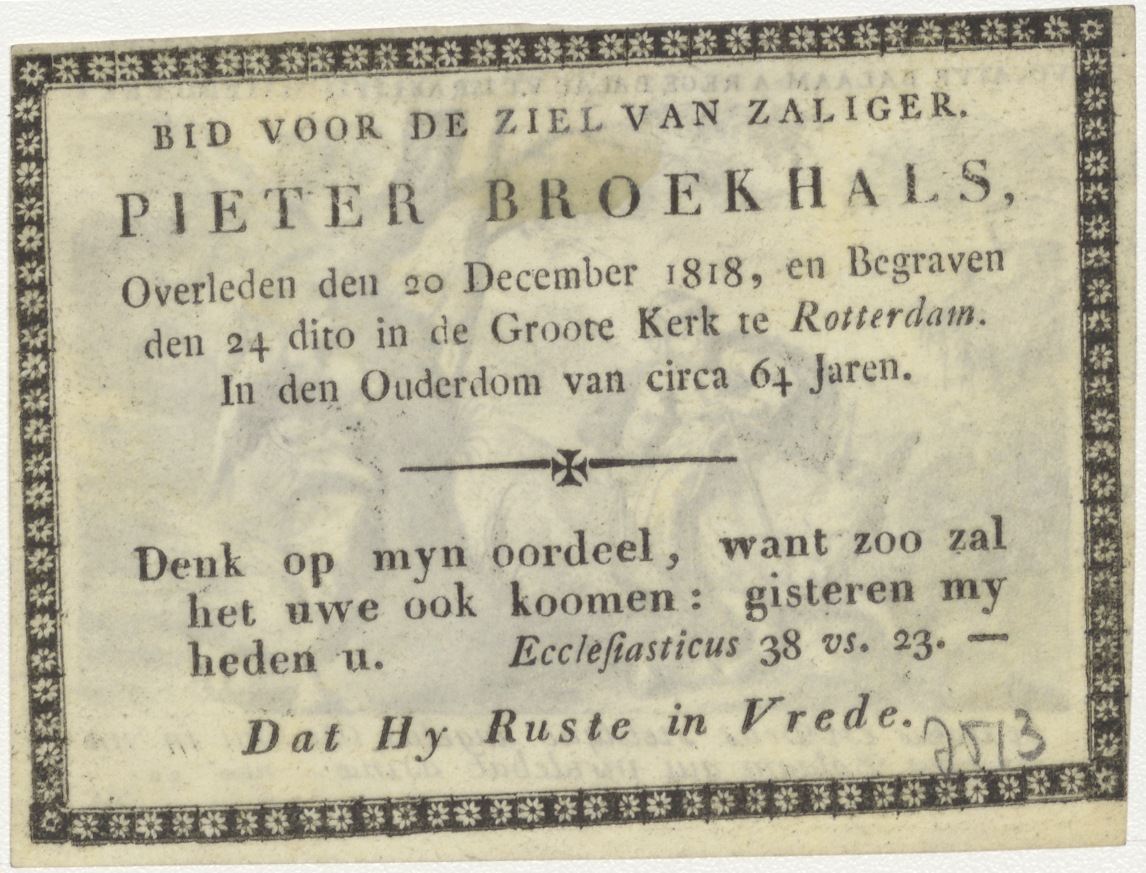 BID VOOR DE ZIEL VAN ZALIGER.
PIETER BROEKHALS,
Overleden den 20 December 1818, en Begraven
den 24 dito in de Groote Kerk te Rotterdam.
In den Ouderdom van circa 64 Jaren.
Denk op myn oordeel, want zoo zal
het uwe ook koomen: gisteren my
heden u. Eccleſiasticus 38 vs. 23. —
Dat Hy Ruste in Vrede.